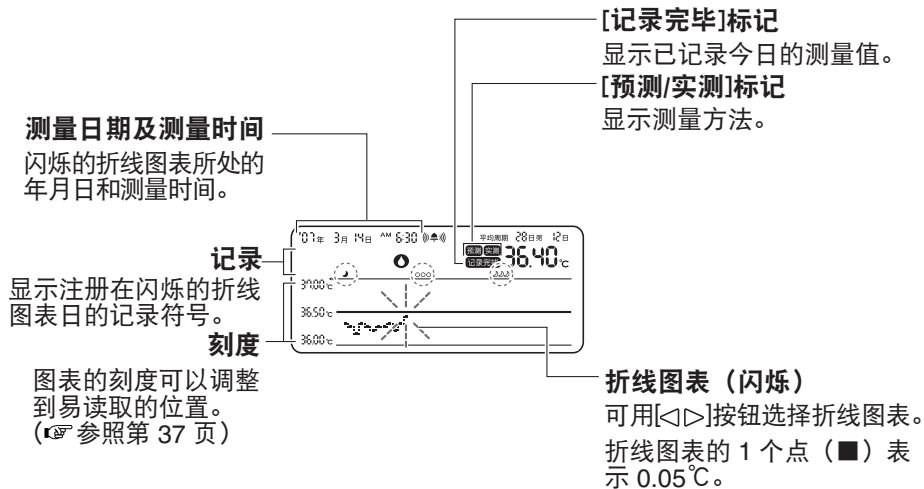 [记录完毕]标记
显示已记录今日的测量值。
[预测/实测]标记
显示测量方法。
测量日期及测量时间
闪烁的折线图表所处的
年月日和测量时间。
'07年 3月 14日 AM 6:30 平均周期 28日第 12日
预测 实测
记录完毕 36.40℃
记录
显示注册在闪烁的折线
图表日的记录符号。
37.00℃
36.50℃
36.00℃
刻度
图表的刻度可以调整
到易读取的位置。
（☞参照第 37 页）
折线图表（闪烁）
可用[◁ ▷]按钮选择折线图表。
折线图表的 1 个点（■）表
示 0.05℃。